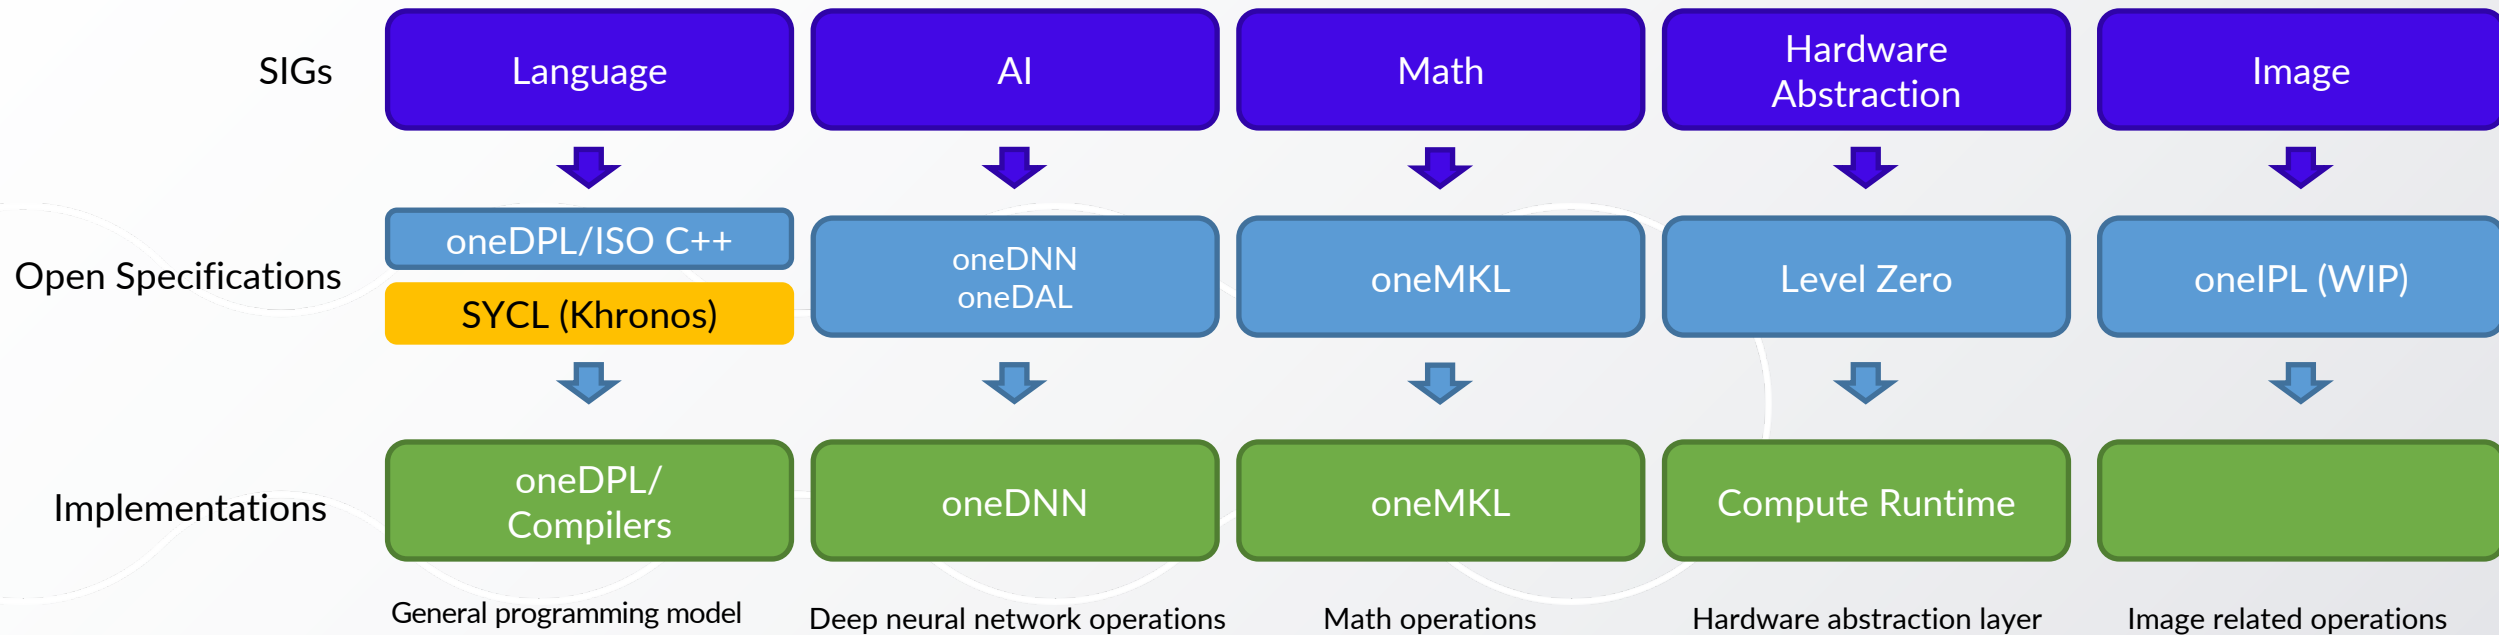 SIGs
Language
AI
Math
Hardware
Abstraction
Image
Open Specifications
oneDPL/ISO C++
SYCL (Khronos)
oneDNN
oneDAL
oneMKL
Level Zero
oneIPL (WIP)
Implementations
oneDPL/
Compilers
oneDNN
oneMKL
Compute Runtime
General programming model
Deep neural network operations
Math operations
Hardware abstraction layer
Image related operations